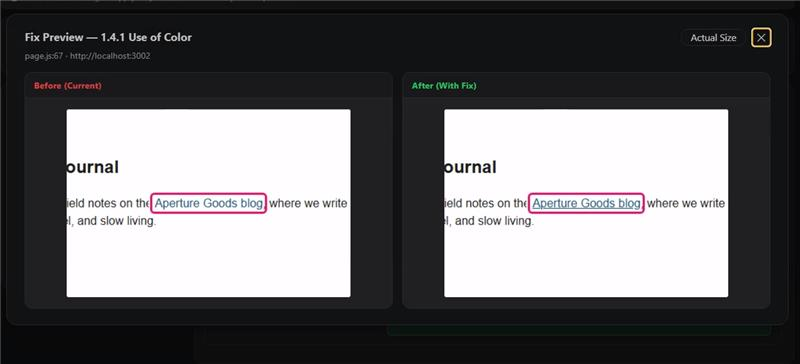 Fix Preview — 1.4.1 Use of Color
Actual Size
page.js:67 - http://localhost:3002
Before (Current)
ournal
ield notes on the Aperture Goods blog, where we write
el, and slow living.
After (With Fix)
ournal
ield notes on the Aperture Goods blog, where we write
el, and slow living.